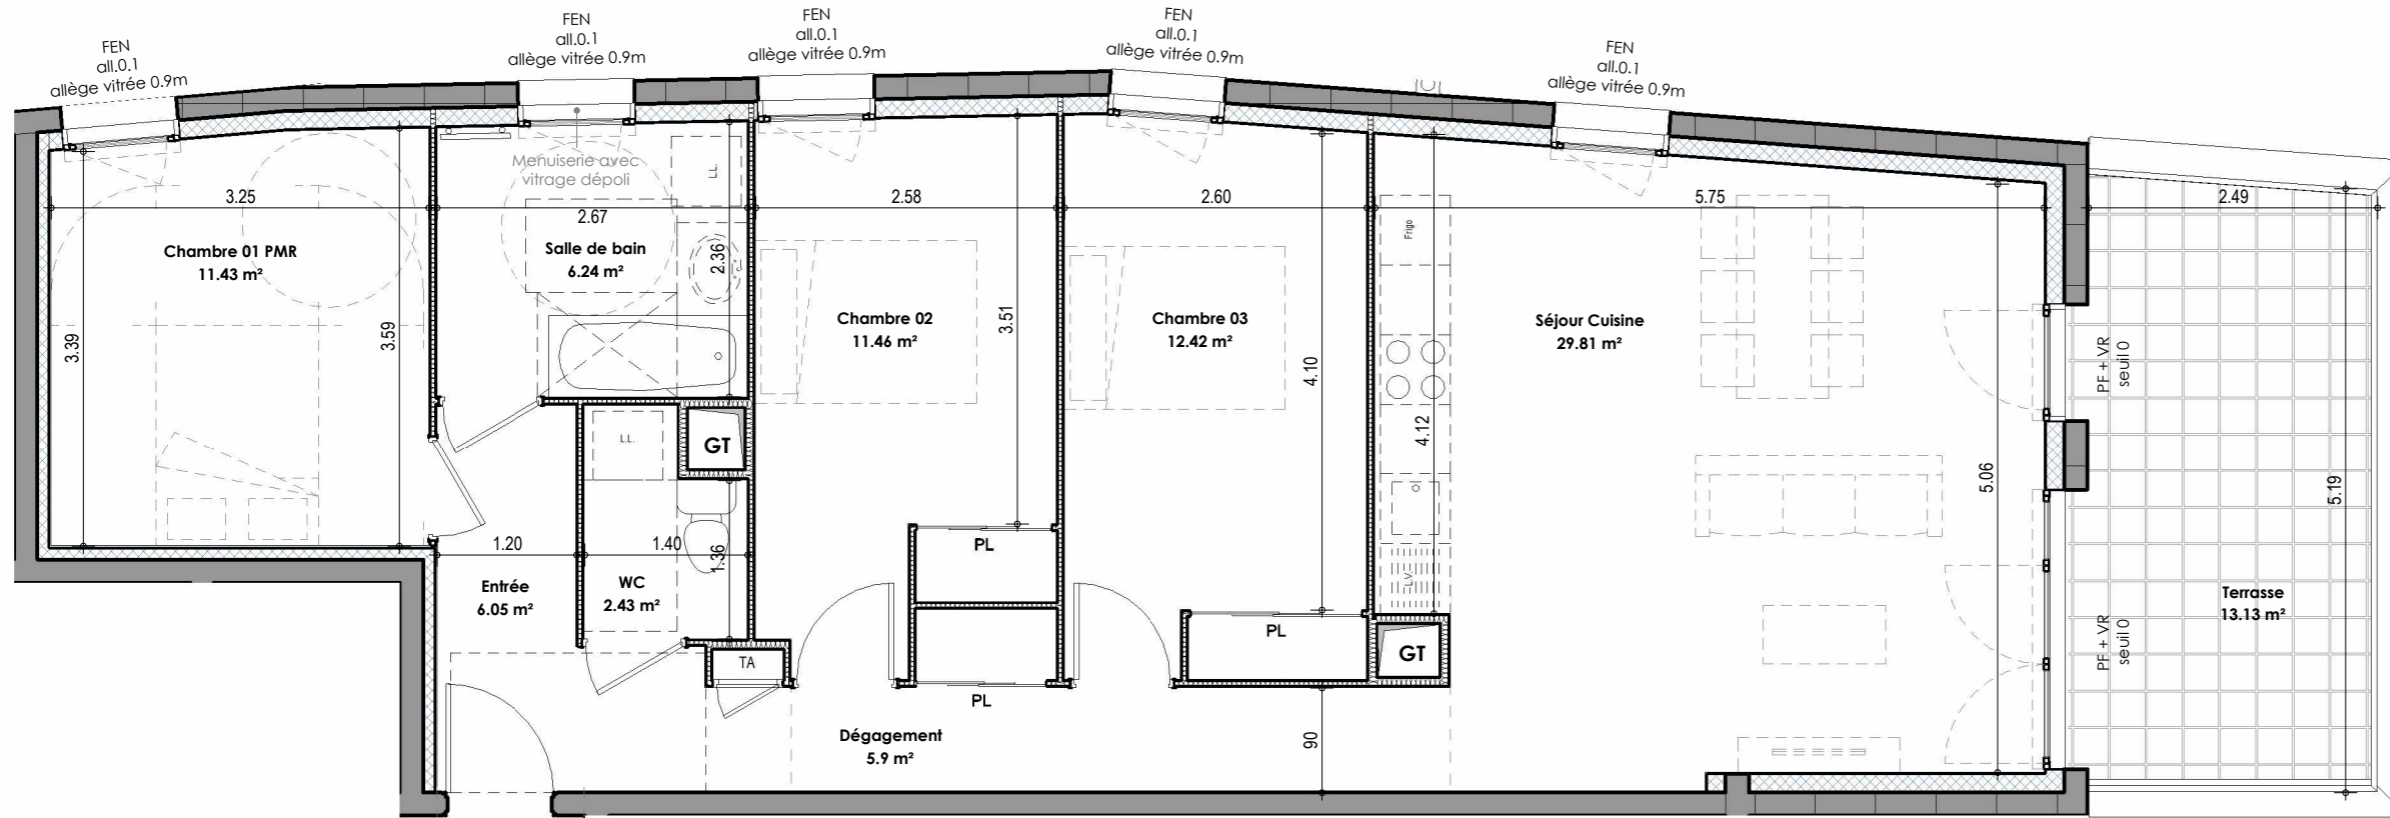 FEN
all.0.1
allège vitrée 0.9m
FEN
all.0.1
allège vitrée 0.9m
FEN
all.0.1
allège vitrée 0.9m
FEN
all.0.1
allège vitrée 0.9m
FEN
all.0.1
allège vitrée 0.9m
Menuiserie avec
vitrage dépoli
L.L.
3.25
2.67
2.58
2.60
5.75
2.49
Chambre 01 PMR
11.43 m²
Salle de bain
6.24 m²
2.36
Frigo
3.39
3.59
Chambre 02
11.46 m²
3.51
Chambre 03
12.42 m²
4.10
4.12
Séjour Cuisine
29.81 m²
5.06
5.19
PF + VR
seuil 0
GT
L.L.
1.20
1.40
1.36
PL
L.V.
Entrée
6.05 m²
WC
2.43 m²
PL
GT
TA
PL
Terrasse
13.13 m²
PF + VR
seuil 0
Dégagement
5.9 m²
90